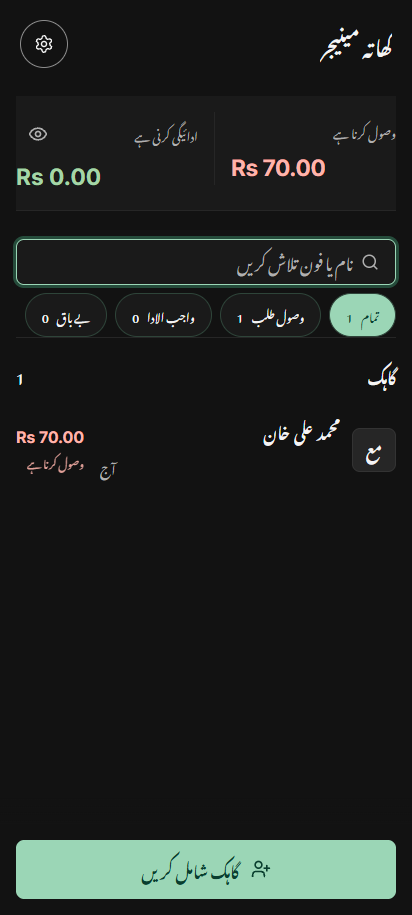 کھاتہ مینیجر
وصول کرنا ہے
Rs 70.00
ادائیگی کرنی ہے
Rs 0.00
نام یا فون تلاش کریں
تمام 1
وصول طلب 1
واجب الادا 0
بے باق 0
گاہک 1
مع
محمد علی خان
Rs 70.00
آج وصول کرنا ہے
گاہک شامل کریں